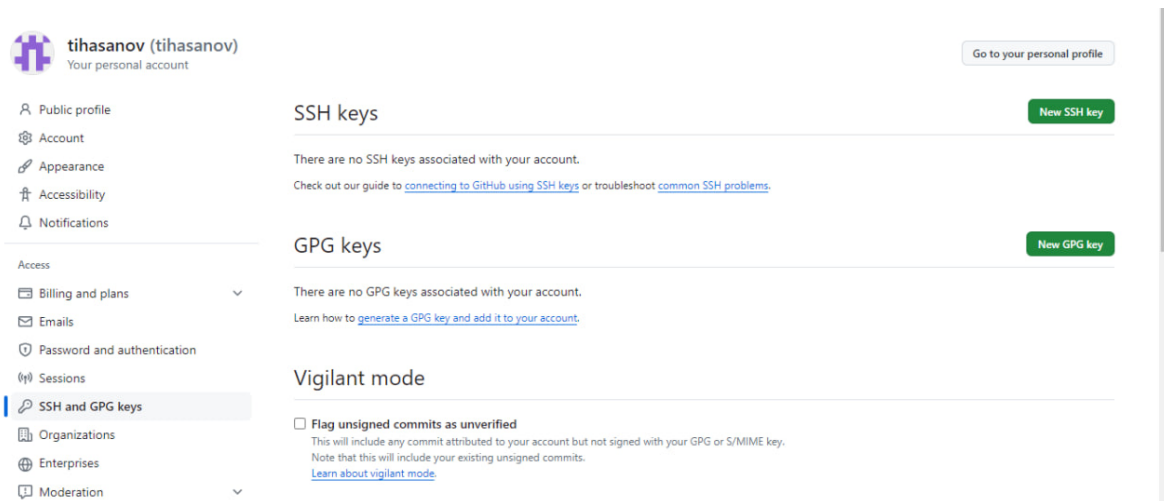 tihasanov (tihasanov)
Your personal account
Go to your personal profile
Public profile
Account
Appearance
Accessibility
Notifications
Access
Billing and plans
Emails
Password and authentication
Sessions
SSH and GPG keys
Organizations
Enterprises
Moderation
SSH keys
New SSH key
There are no SSH keys associated with your account.
Check out our guide to connecting to GitHub using SSH keys or troubleshoot common SSH problems.
GPG keys
New GPG key
There are no GPG keys associated with your account.
Learn how to generate a GPG key and add it to your account.
Vigilant mode
Flag unsigned commits as unverified
This will include any commit attributed to your account but not signed with your GPG or S/MIME key.
Note that this will include your existing unsigned commits.
Learn about vigilant mode.